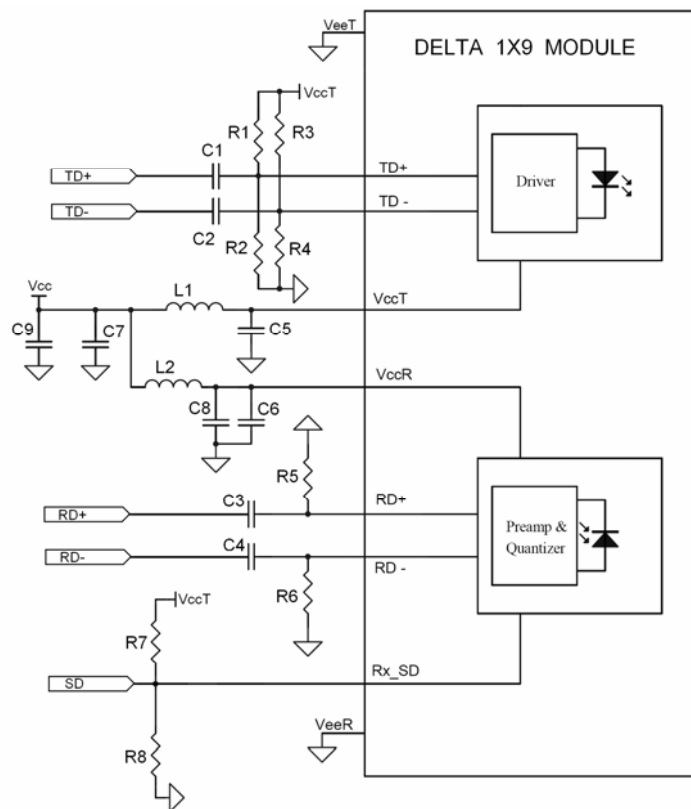 VeeT
DELTA 1X9 MODULE
VccT
R1
R3
C1
TD+
TD+
Driver
TD-
TD -
C2
R2
R4
Vcc
L1
VccT
C9
C7
C5
L2
VccR
C8
C6
R5
C3
RD+
RD+
Preamp &
Quantizer
C4
RD-
RD -
R6
VccT
R7
Rx_SD
SD
VeeR
R8